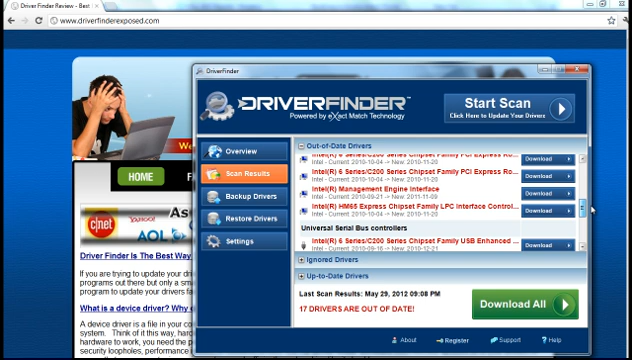 Driver Finder Review - Bes
www.driverfinderexposed.com
We
HOME
F
As
c|net
YAHOO!
AOL
Driver Finder Is The Best Way
If you are trying to update your driv
programs out there but only a sm
program to update your drivers fa
What is a device driver? Why d
A device driver is a file in your co
system. Think of it this way, hard
hardware to work, you need the p
security loopholes, performance i
DriverFinder
DRIVERFINDER™
Powered by eXact Match Technology
Start Scan
Click Here to Update Your Drivers
Overview
Scan Results
Backup Drivers
Restore Drivers
Settings
Out-of-Date Drivers
Intel(R) 6 Series/C200 Series Chipset Family PCI Express Ro...
Intel - Current: 2010-10-04 -> New: 2010-11-20
Download
Intel(R) 6 Series/C200 Series Chipset Family PCI Express Ro...
Intel - Current: 2010-10-04 -> New: 2010-11-20
Download
Intel(R) Management Engine Interface
Intel - Current: 2010-10-19 -> New: 2011-11-09
Download
Intel(R) HM65 Express Chipset Family LPC Interface Control...
Intel - Current: 2010-10-04 -> New: 2010-11-20
Download
Universal Serial Bus controllers
Intel(R) 6 Series/C200 Series Chipset Family USB Enhanced ...
Intel - Current: 2010-09-16 -> New: 2010-12-21
Download
Ignored Drivers
Up-to-Date Drivers
Last Scan Results: May 29, 2012 09:08 PM
17 DRIVERS ARE OUT OF DATE!
Download All
About
Register
Support
Help